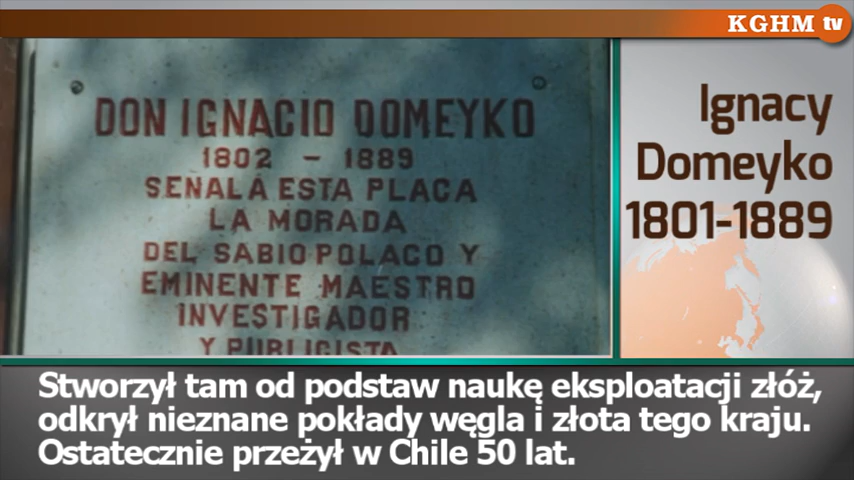 KGHM tv
DON IGNACIO DOMEYKO
1802 - 1889
SENALA ESTA PLACA
LA MORADA
DEL SABIO POLACO Y
EMINENTE MAESTRO
INVESTIGADOR
Y PUBLICISTA
Ignacy
Domeyko
1801-1889
Stworzył tam od podstaw naukę eksploatacji złóż,
odkrył nieznane pokłady węgla i złota tego kraju.
Ostatecznie przeżył w Chile 50 lat.